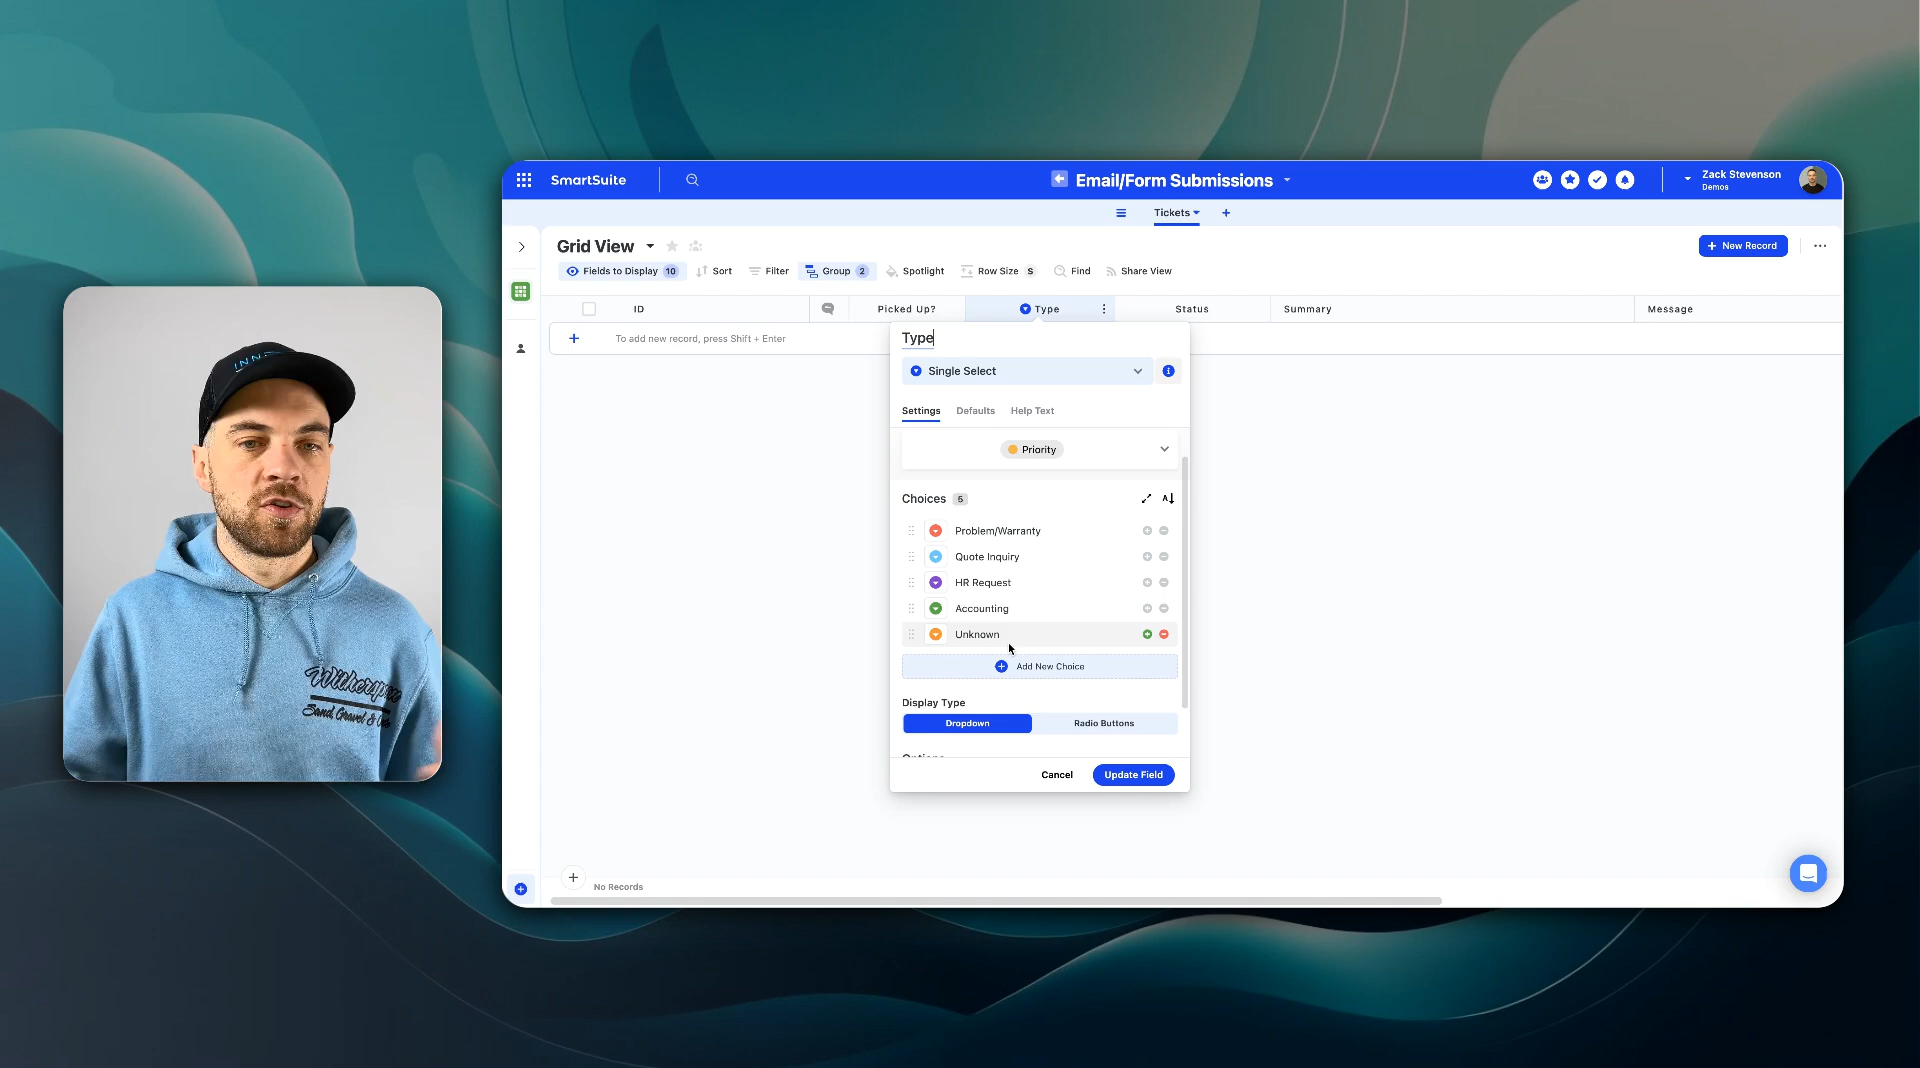 SmartSuite
Email/Form Submissions
Zack Stevenson
Demos
Tickets
Grid View
New Record
Fields to Display 10
Sort
Filter
Group 2
Spotlight
Row Size S
Find
Share View
ID
Picked Up?
Type
Status
Summary
Message
To add new record, press Shift + Enter
Type
Single Select
Settings
Defaults
Help Text
Priority
Choices 5
Problem/Warranty
Quote Inquiry
HR Request
Accounting
Unknown
Add New Choice
Display Type
Dropdown
Radio Buttons
Cancel
Update Field
No Records
Sand, Gravel &